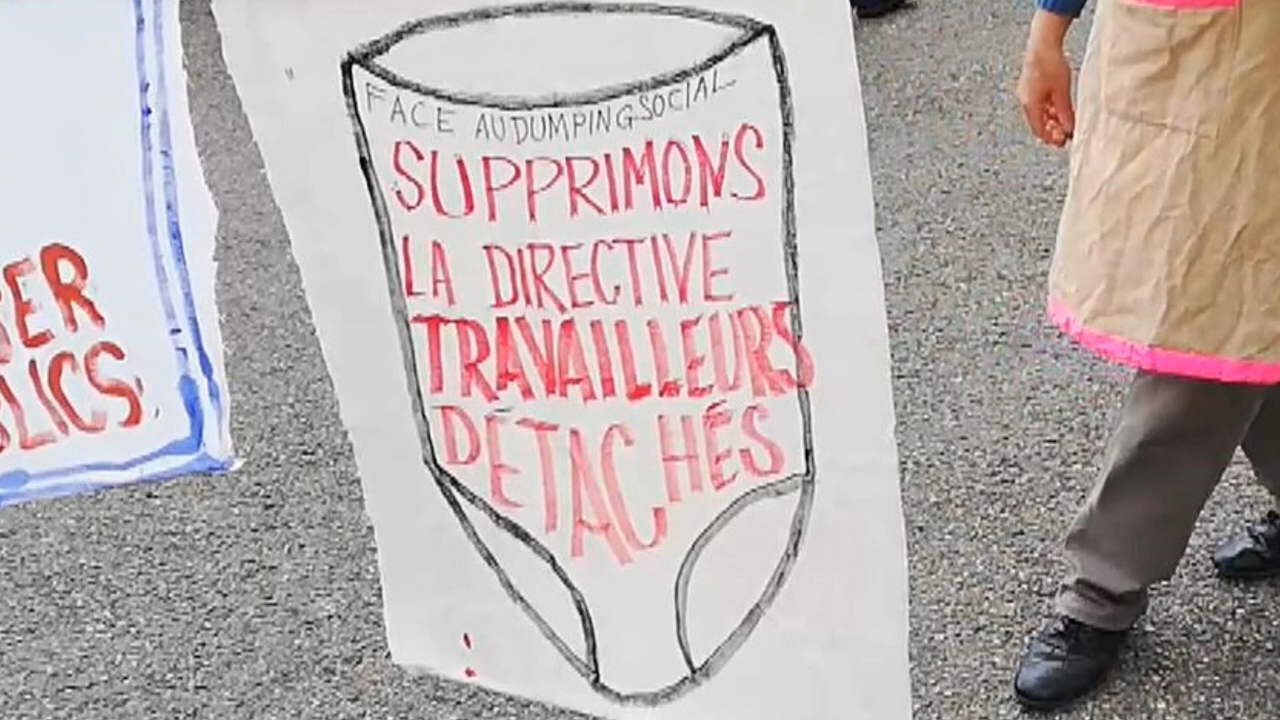 FACE AU DUMPING SOCIAL
SUPPRIMONS
LA DIRECTIVE
TRAVAILLEURS
DÉTACHÉS